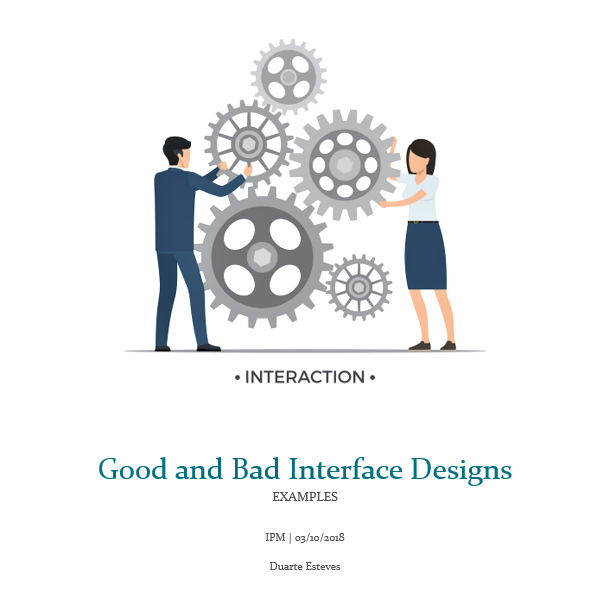 • INTERACTION •
Good and Bad Interface Designs
EXAMPLES
IPM | 03/10/2018
Duarte Esteves